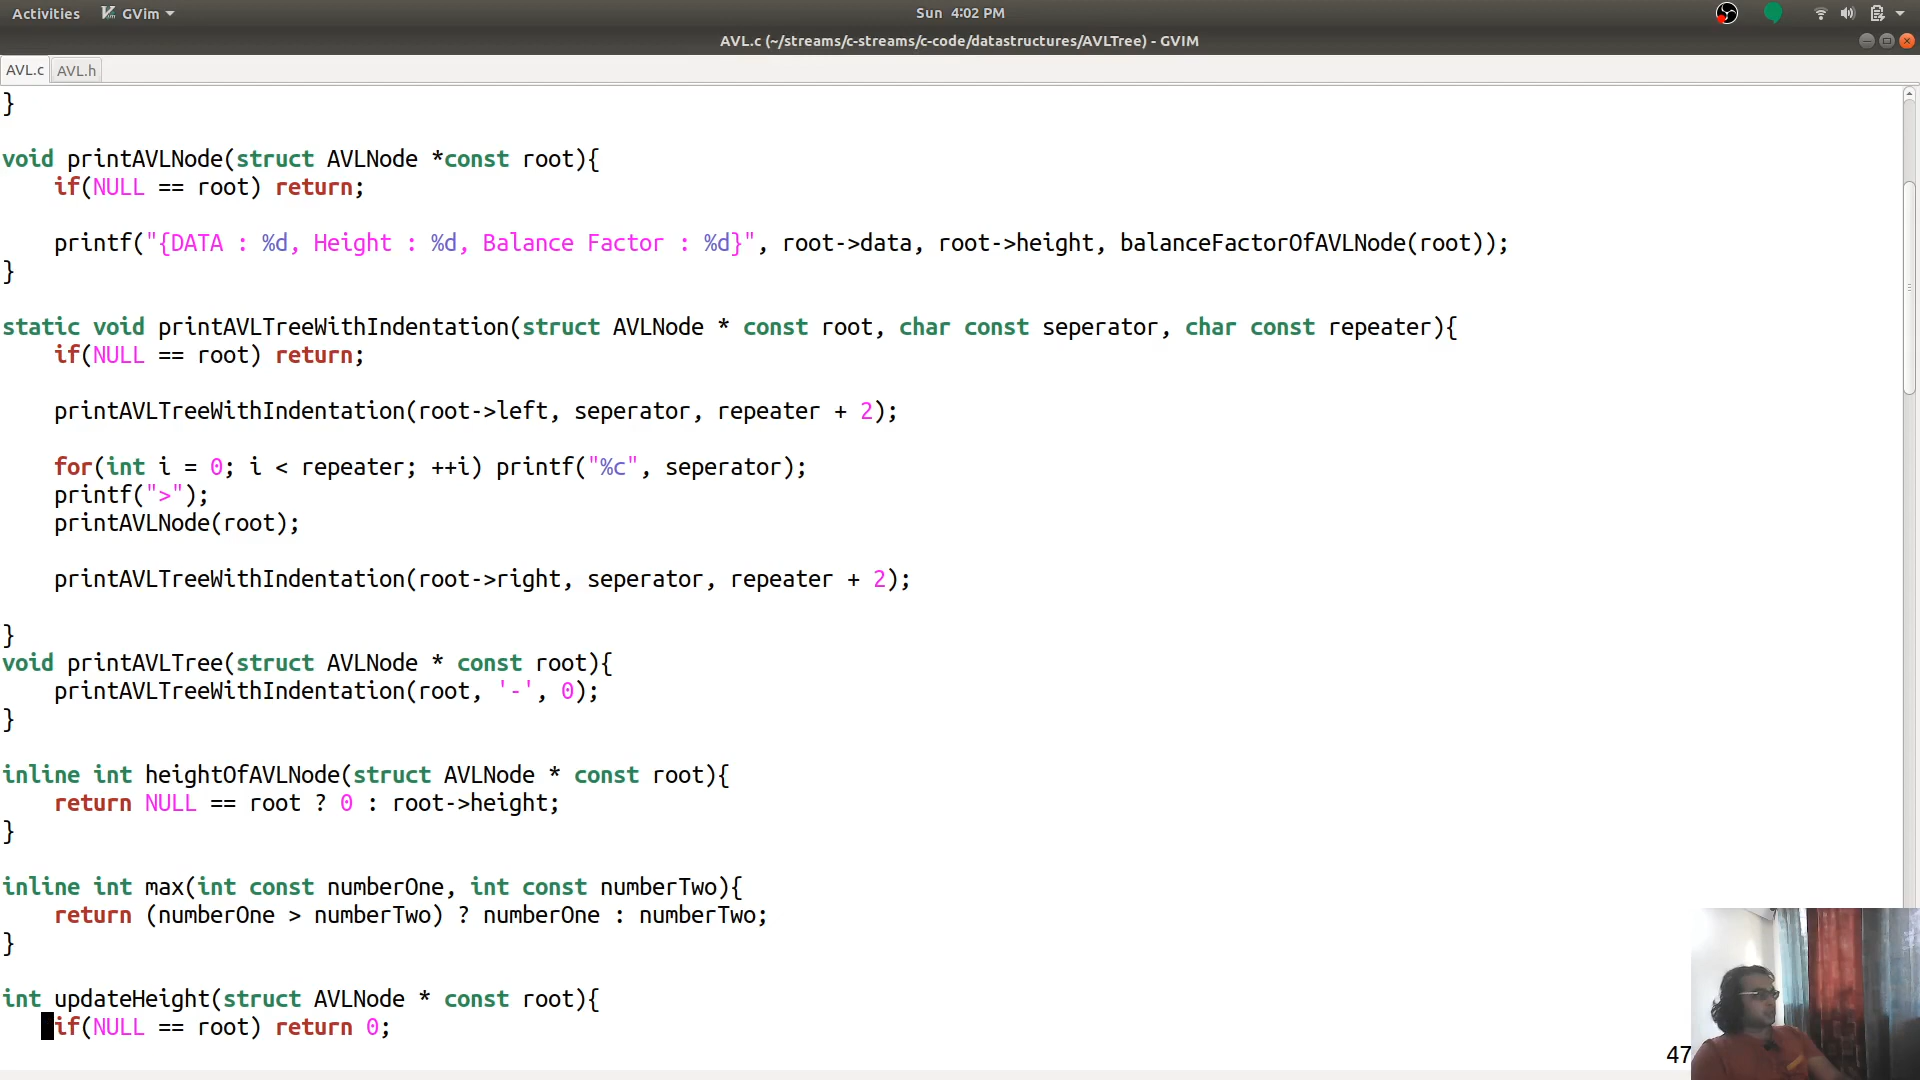 Activities GVim Sun 4:02 PM
AVL.c (~/streams/c-streams/c-code/datastructures/AVLTree) - GVIM
AVL.c AVL.h
}
void printAVLNode(struct AVLNode *const root){
    if(NULL == root) return;
    printf("{DATA : %d, Height : %d, Balance Factor : %d}", root->data, root->height, balanceFactorOfAVLNode(root));
}
static void printAVLTreeWithIndentation(struct AVLNode * const root, char const seperator, char const repeater){
    if(NULL == root) return;
    printAVLTreeWithIndentation(root->left, seperator, repeater + 2);
    for(int i = 0; i < repeater; ++i) printf("%c", seperator);
    printf(">");
    printAVLNode(root);
    printAVLTreeWithIndentation(root->right, seperator, repeater + 2);
}
void printAVLTree(struct AVLNode * const root){
    printAVLTreeWithIndentation(root, '-', 0);
}
inline int heightOfAVLNode(struct AVLNode * const root){
    return NULL == root ? 0 : root->height;
}
inline int max(int const numberOne, int const numberTwo){
    return (numberOne > numberTwo) ? numberOne : numberTwo;
}
int updateHeight(struct AVLNode * const root){
    if(NULL == root) return 0;
47